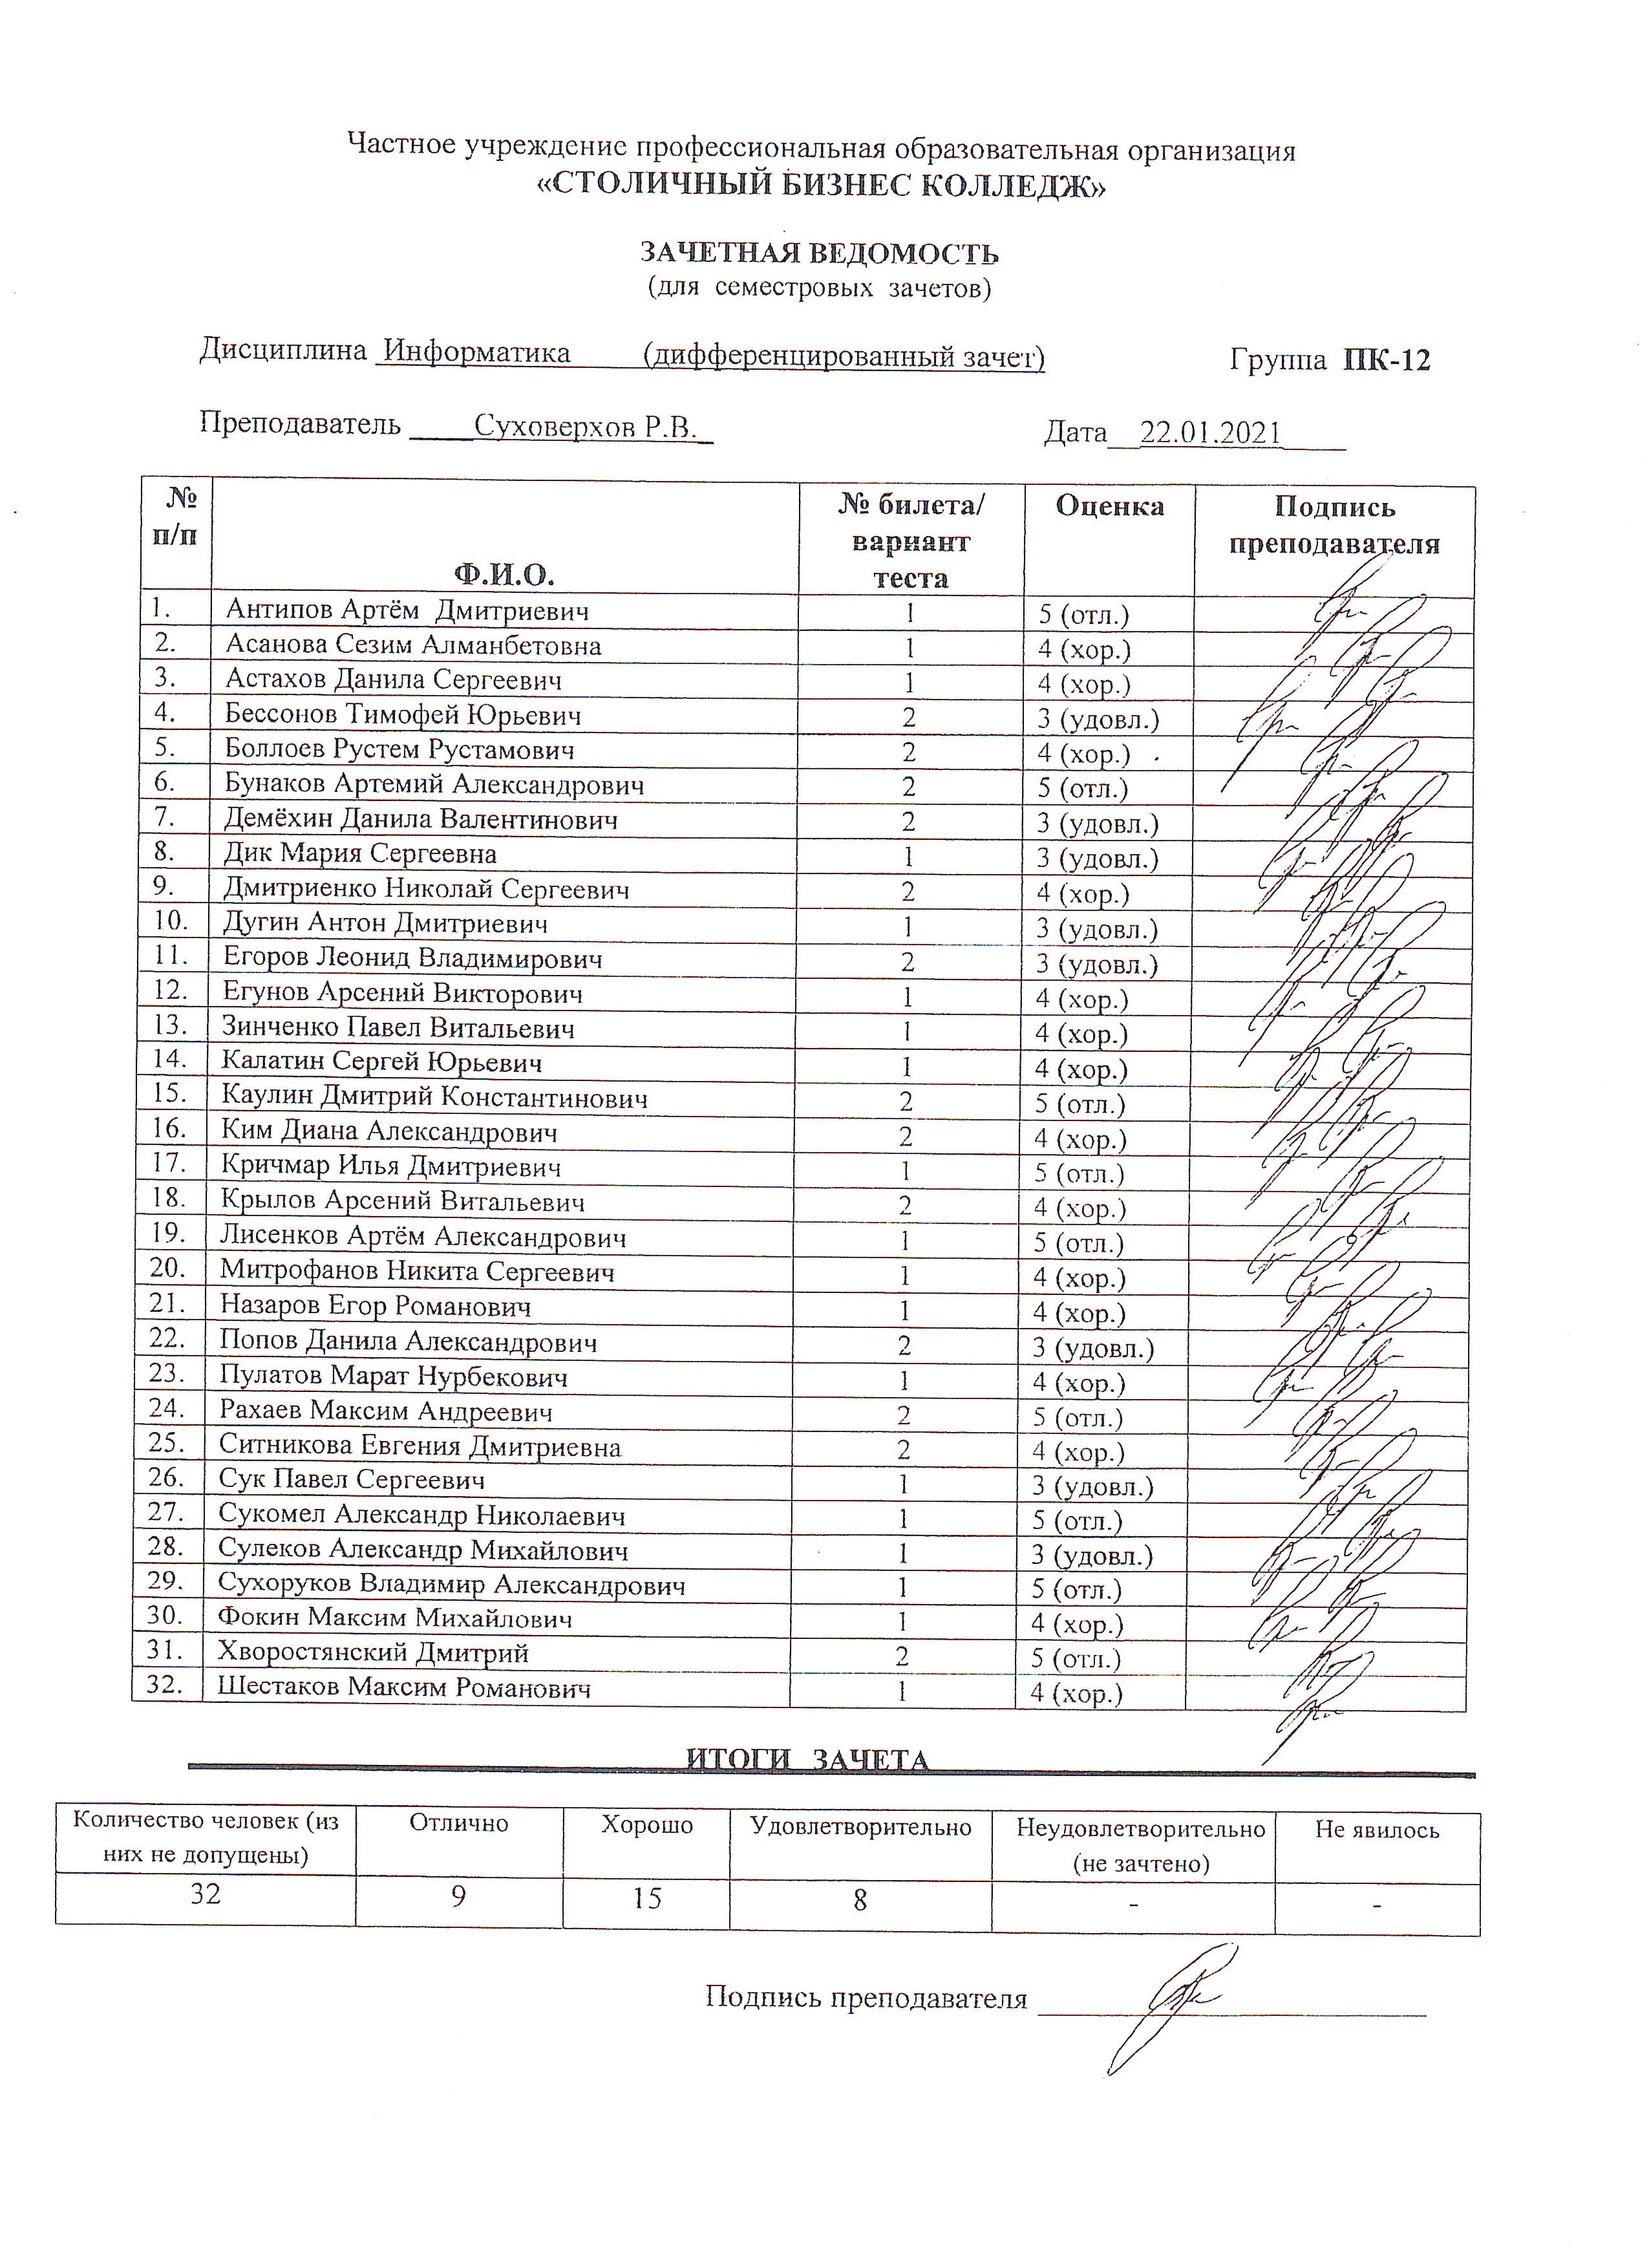 Частное учреждение профессиональная образовательная организация
«СТОЛИЧНЫЙ БИЗНЕС КОЛЛЕДЖ»
ЗАЧЕТНАЯ ВЕДОМОСТЬ
(для семестровых зачетов)
Дисциплина Информатика (дифференцированный зачет) Группа ПК-12
Преподаватель Суховерхов Р.В. Дата 22.01.2021
№ п/п Ф.И.О. № билета/ вариант теста Оценка Подпись преподавателя
1. Антипов Артём Дмитриевич 1 5 (отл.)
2. Асанова Сезим Алманбетовна 1 4 (хор.)
3. Астахов Данила Сергеевич 1 4 (хор.)
4. Бессонов Тимофей Юрьевич 2 3 (удовл.)
5. Боллоев Рустем Рустамович 2 4 (хор.)
6. Бунаков Артемий Александрович 2 5 (отл.)
7. Демёхин Данила Валентинович 2 3 (удовл.)
8. Дик Мария Сергеевна 1 3 (удовл.)
9. Дмитриенко Николай Сергеевич 2 4 (хор.)
10. Дугин Антон Дмитриевич 1 3 (удовл.)
11. Егоров Леонид Владимирович 2 3 (удовл.)
12. Егунов Арсений Викторович 1 4 (хор.)
13. Зинченко Павел Витальевич 1 4 (хор.)
14. Калатин Сергей Юрьевич 1 4 (хор.)
15. Каулин Дмитрий Константинович 2 5 (отл.)
16. Ким Диана Александрович 2 4 (хор.)
17. Кричмар Илья Дмитриевич 1 5 (отл.)
18. Крылов Арсений Витальевич 2 4 (хор.)
19. Лисенков Артём Александрович 1 5 (отл.)
20. Митрофанов Никита Сергеевич 1 4 (хор.)
21. Назаров Егор Романович 1 4 (хор.)
22. Попов Данила Александрович 2 3 (удовл.)
23. Пулатов Марат Нурбекович 1 4 (хор.)
24. Рахаев Максим Андреевич 2 5 (отл.)
25. Ситникова Евгения Дмитриевна 2 4 (хор.)
26. Сук Павел Сергеевич 1 3 (удовл.)
27. Сукомел Александр Николаевич 1 5 (отл.)
28. Сулеков Александр Михайлович 1 3 (удовл.)
29. Сухоруков Владимир Александрович 1 5 (отл.)
30. Фокин Максим Михайлович 1 4 (хор.)
31. Хворостянский Дмитрий 2 5 (отл.)
32. Шестаков Максим Романович 1 4 (хор.)
ИТОГИ ЗАЧЕТА
Количество человек (из них не допущены) Отлично Хорошо Удовлетворительно Неудовлетворительно (не зачтено) Не явилось
32 9 15 8 - -
Подпись преподавателя